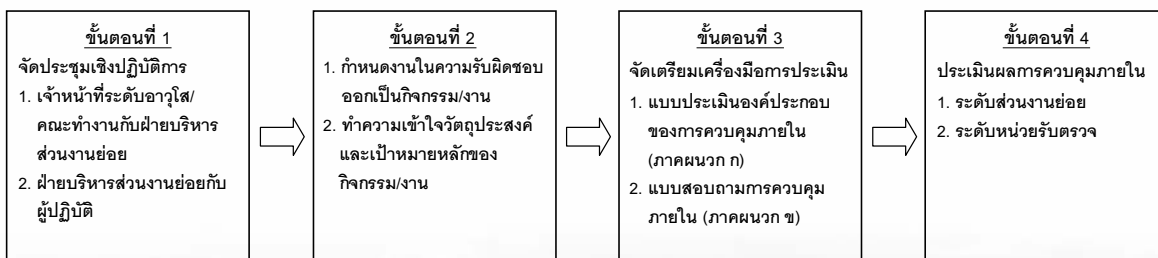 ขั้นตอนที่ 1
จัดประชุมเชิงปฏิบัติการ
1. เจ้าหน้าที่ระดับอาวุโส/
คณะทำงานกับฝ่ายบริหาร
ส่วนงานย่อย
2. ฝ่ายบริหารส่วนงานย่อยกับ
ผู้ปฏิบัติ
ขั้นตอนที่ 2
1. กำหนดงานในความรับผิดชอบ
ออกเป็นกิจกรรม/งาน
2. ทำความเข้าใจวัตถุประสงค์
และเป้าหมายหลักของ
กิจกรรม/งาน
ขั้นตอนที่ 3
จัดเตรียมเครื่องมือการประเมิน
1. แบบประเมินองค์ประกอบ
ของการควบคุมภายใน
(ภาคผนวก ก)
2. แบบสอบถามการควบคุม
ภายใน (ภาคผนวก ข)
ขั้นตอนที่ 4
ประเมินผลการควบคุมภายใน
1. ระดับส่วนงานย่อย
2. ระดับหน่วยรับตรวจ